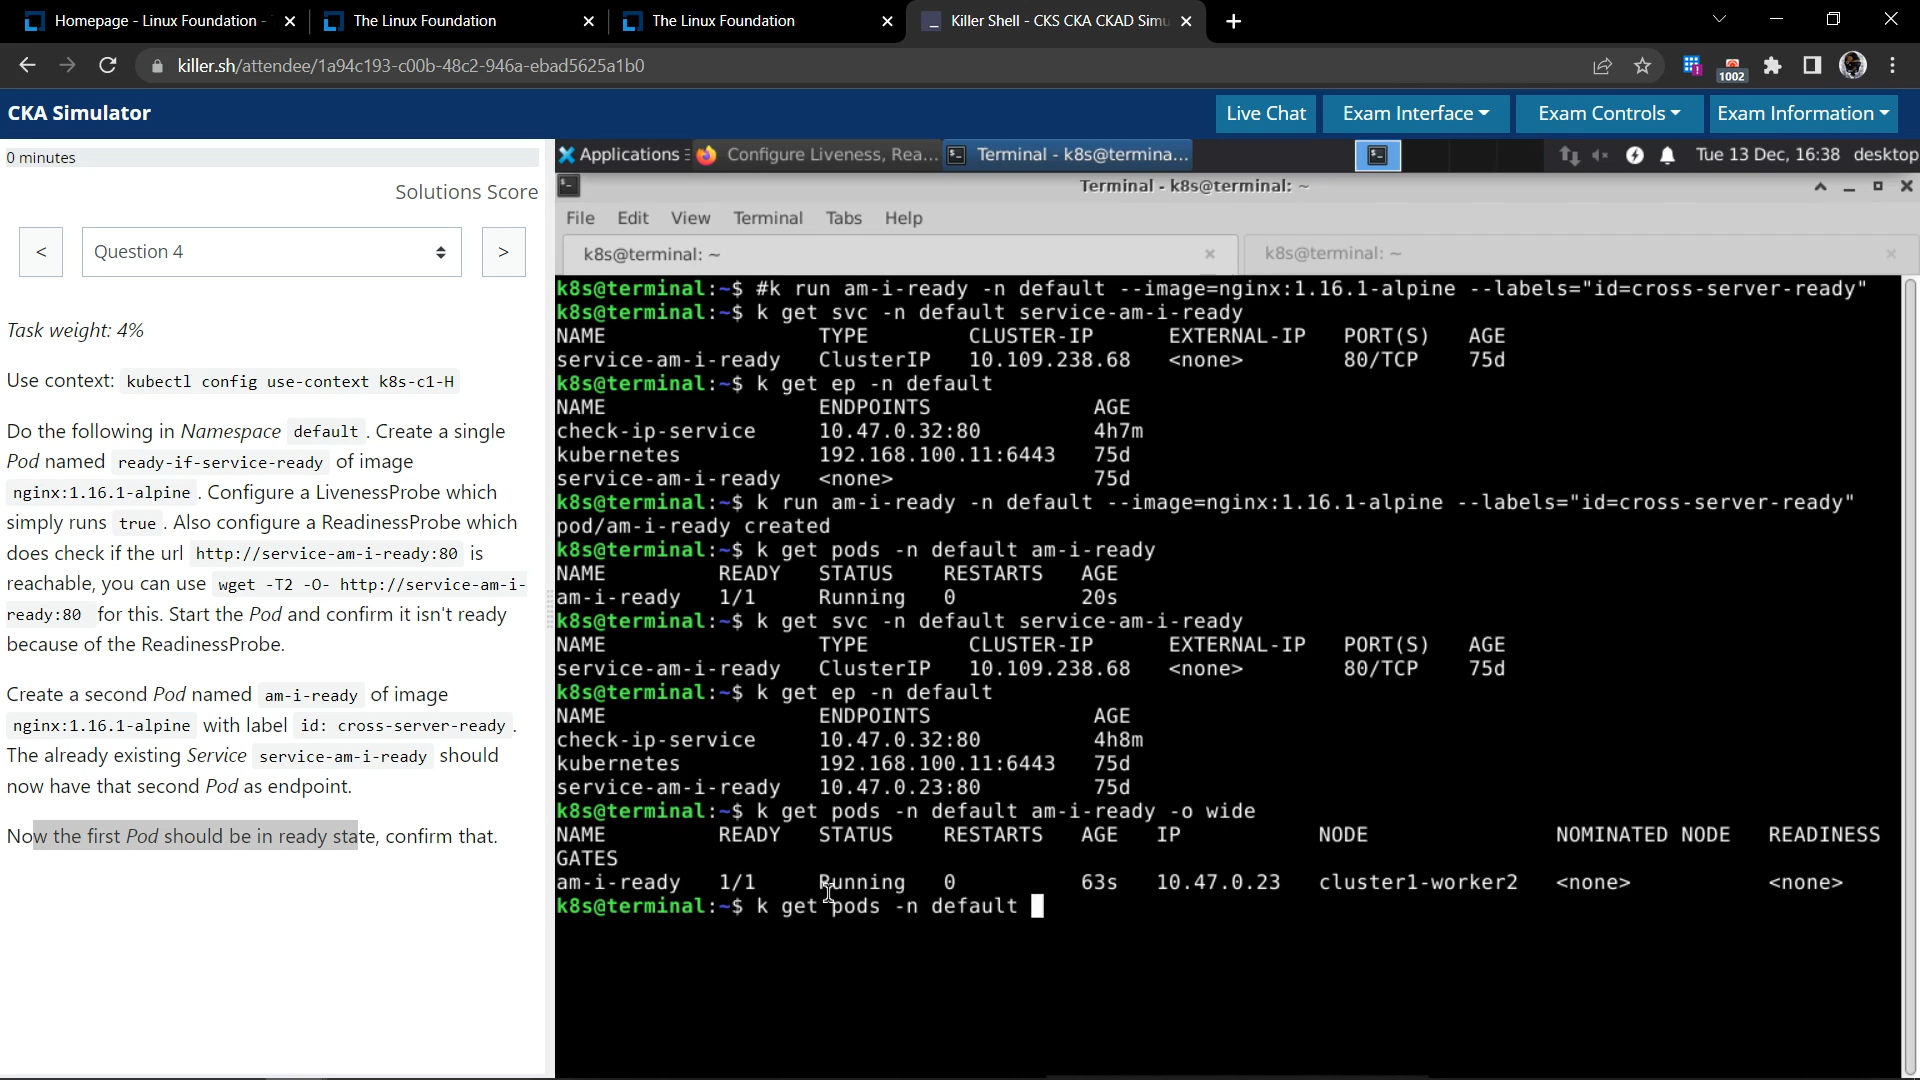 Homepage - Linux Foundation -
The Linux Foundation
The Linux Foundation
Killer Shell - CKS CKA CKAD Simu
killer.sh/attendee/1a94c193-c00b-48c2-946a-ebad5625a1b0
1002
CKA Simulator
Live Chat
Exam Interface
Exam Controls
Exam Information
0 minutes
Solutions Score
<
Question 4
>
Task weight: 4%
Use context: kubectl config use-context k8s-c1-H
Do the following in Namespace default . Create a single
Pod named ready-if-service-ready of image
nginx:1.16.1-alpine . Configure a LivenessProbe which
simply runs true . Also configure a ReadinessProbe which
does check if the url http://service-am-i-ready:80 is
reachable, you can use wget -T2 -O- http://service-am-i-
ready:80 for this. Start the Pod and confirm it isn't ready
because of the ReadinessProbe.
Create a second Pod named am-i-ready of image
nginx:1.16.1-alpine with label id: cross-server-ready .
The already existing Service service-am-i-ready should
now have that second Pod as endpoint.
Now the first Pod should be in ready state, confirm that.
Applications
Configure Liveness, Rea...
Terminal - k8s@termina...
Tue 13 Dec, 16:38 desktop
Terminal - k8s@terminal: ~
File Edit View Terminal Tabs Help
k8s@terminal: ~
k8s@terminal: ~
k8s@terminal:~$ #k run am-i-ready -n default --image=nginx:1.16.1-alpine --labels="id=cross-server-ready"
k8s@terminal:~$ k get svc -n default service-am-i-ready
NAME TYPE CLUSTER-IP EXTERNAL-IP PORT(S) AGE
service-am-i-ready ClusterIP 10.109.238.68 <none> 80/TCP 75d
k8s@terminal:~$ k get ep -n default
NAME ENDPOINTS AGE
check-ip-service 10.47.0.32:80 4h7m
kubernetes 192.168.100.11:6443 75d
service-am-i-ready <none> 75d
k8s@terminal:~$ k run am-i-ready -n default --image=nginx:1.16.1-alpine --labels="id=cross-server-ready"
pod/am-i-ready created
k8s@terminal:~$ k get pods -n default am-i-ready
NAME READY STATUS RESTARTS AGE
am-i-ready 1/1 Running 0 20s
k8s@terminal:~$ k get svc -n default service-am-i-ready
NAME TYPE CLUSTER-IP EXTERNAL-IP PORT(S) AGE
service-am-i-ready ClusterIP 10.109.238.68 <none> 80/TCP 75d
k8s@terminal:~$ k get ep -n default
NAME ENDPOINTS AGE
check-ip-service 10.47.0.32:80 4h8m
kubernetes 192.168.100.11:6443 75d
service-am-i-ready 10.47.0.23:80 75d
k8s@terminal:~$ k get pods -n default am-i-ready -o wide
NAME READY STATUS RESTARTS AGE IP NODE NOMINATED NODE READINESS
GATES
am-i-ready 1/1 Running 0 63s 10.47.0.23 cluster1-worker2 <none> <none>
k8s@terminal:~$ k get pods -n default